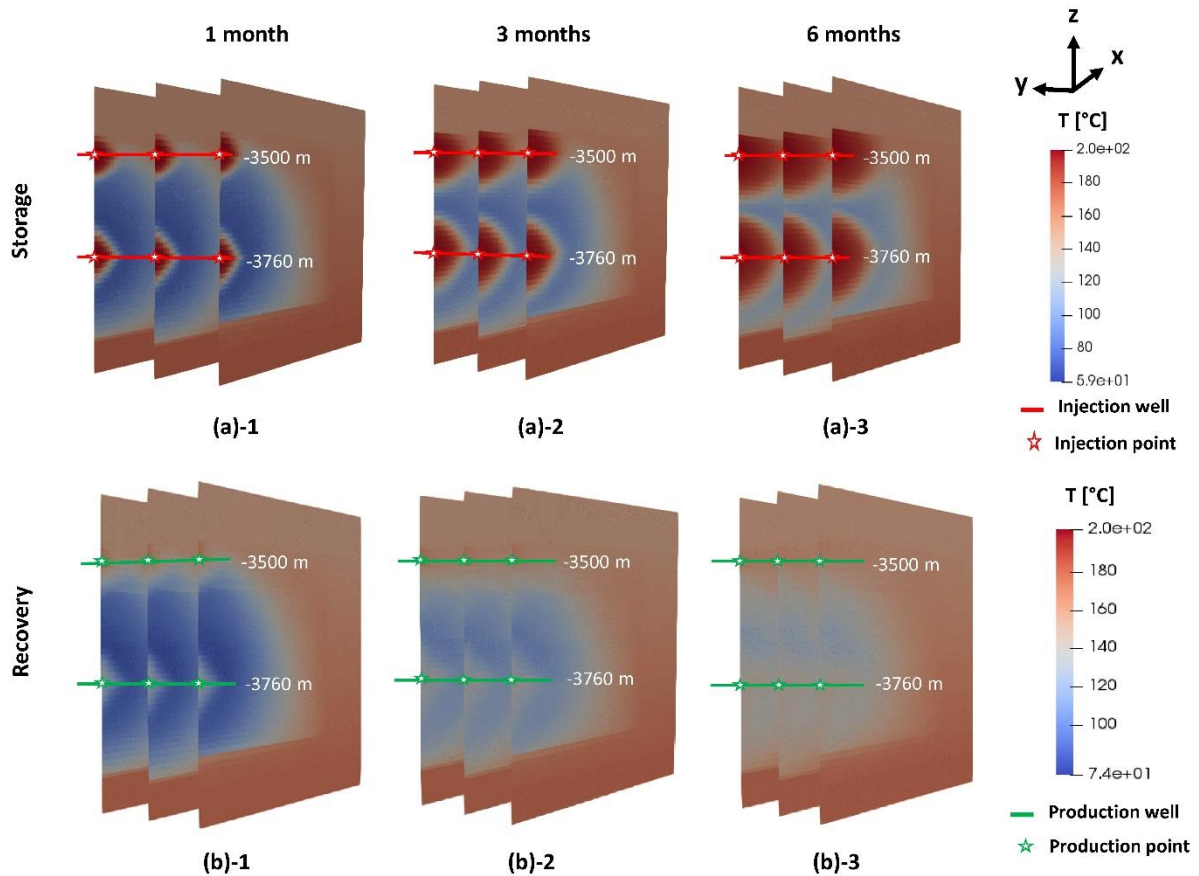 1 month
3 months
6 months
z
x
y
Storage
-3500 m
-3760 m
-3500 m
-3760 m
-3500 m
-3760 m
T [°C]
2.0e+02
180
160
140
120
100
80
5.9e+01
Injection well
Injection point
(a)-1
(a)-2
(a)-3
Recovery
-3500 m
-3760 m
-3500 m
-3760 m
-3500 m
-3760 m
T [°C]
2.0e+02
180
160
140
120
100
7.4e+01
Production well
Production point
(b)-1
(b)-2
(b)-3